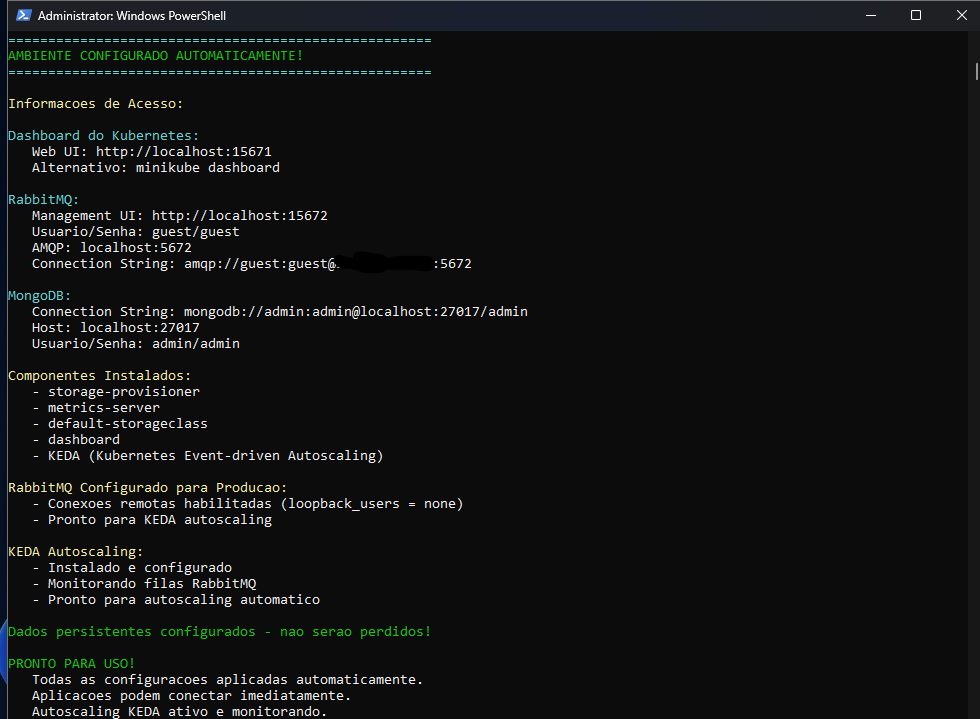 Administrator: Windows PowerShell
=====================================================
AMBIENTE CONFIGURADO AUTOMATICAMENTE!
=====================================================
Informacoes de Acesso:
Dashboard do Kubernetes:
Web UI: http://localhost:15671
Alternativo: minikube dashboard
RabbitMQ:
Management UI: http://localhost:15672
Usuario/Senha: guest/guest
AMQP: localhost:5672
Connection String: amqp://guest:guest@ :5672
MongoDB:
Connection String: mongodb://admin:admin@localhost:27017/admin
Host: localhost:27017
Usuario/Senha: admin/admin
Componentes Instalados:
- storage-provisioner
- metrics-server
- default-storageclass
- dashboard
- KEDA (Kubernetes Event-driven Autoscaling)
RabbitMQ Configurado para Producao:
- Conexoes remotas habilitadas (loopback_users = none)
- Pronto para KEDA autoscaling
KEDA Autoscaling:
- Instalado e configurado
- Monitorando filas RabbitMQ
- Pronto para autoscaling automatico
Dados persistentes configurados - nao serao perdidos!
PRONTO PARA USO!
Todas as configuracoes aplicadas automaticamente.
Aplicacoes podem conectar imediatamente.
Autoscaling KEDA ativo e monitorando.